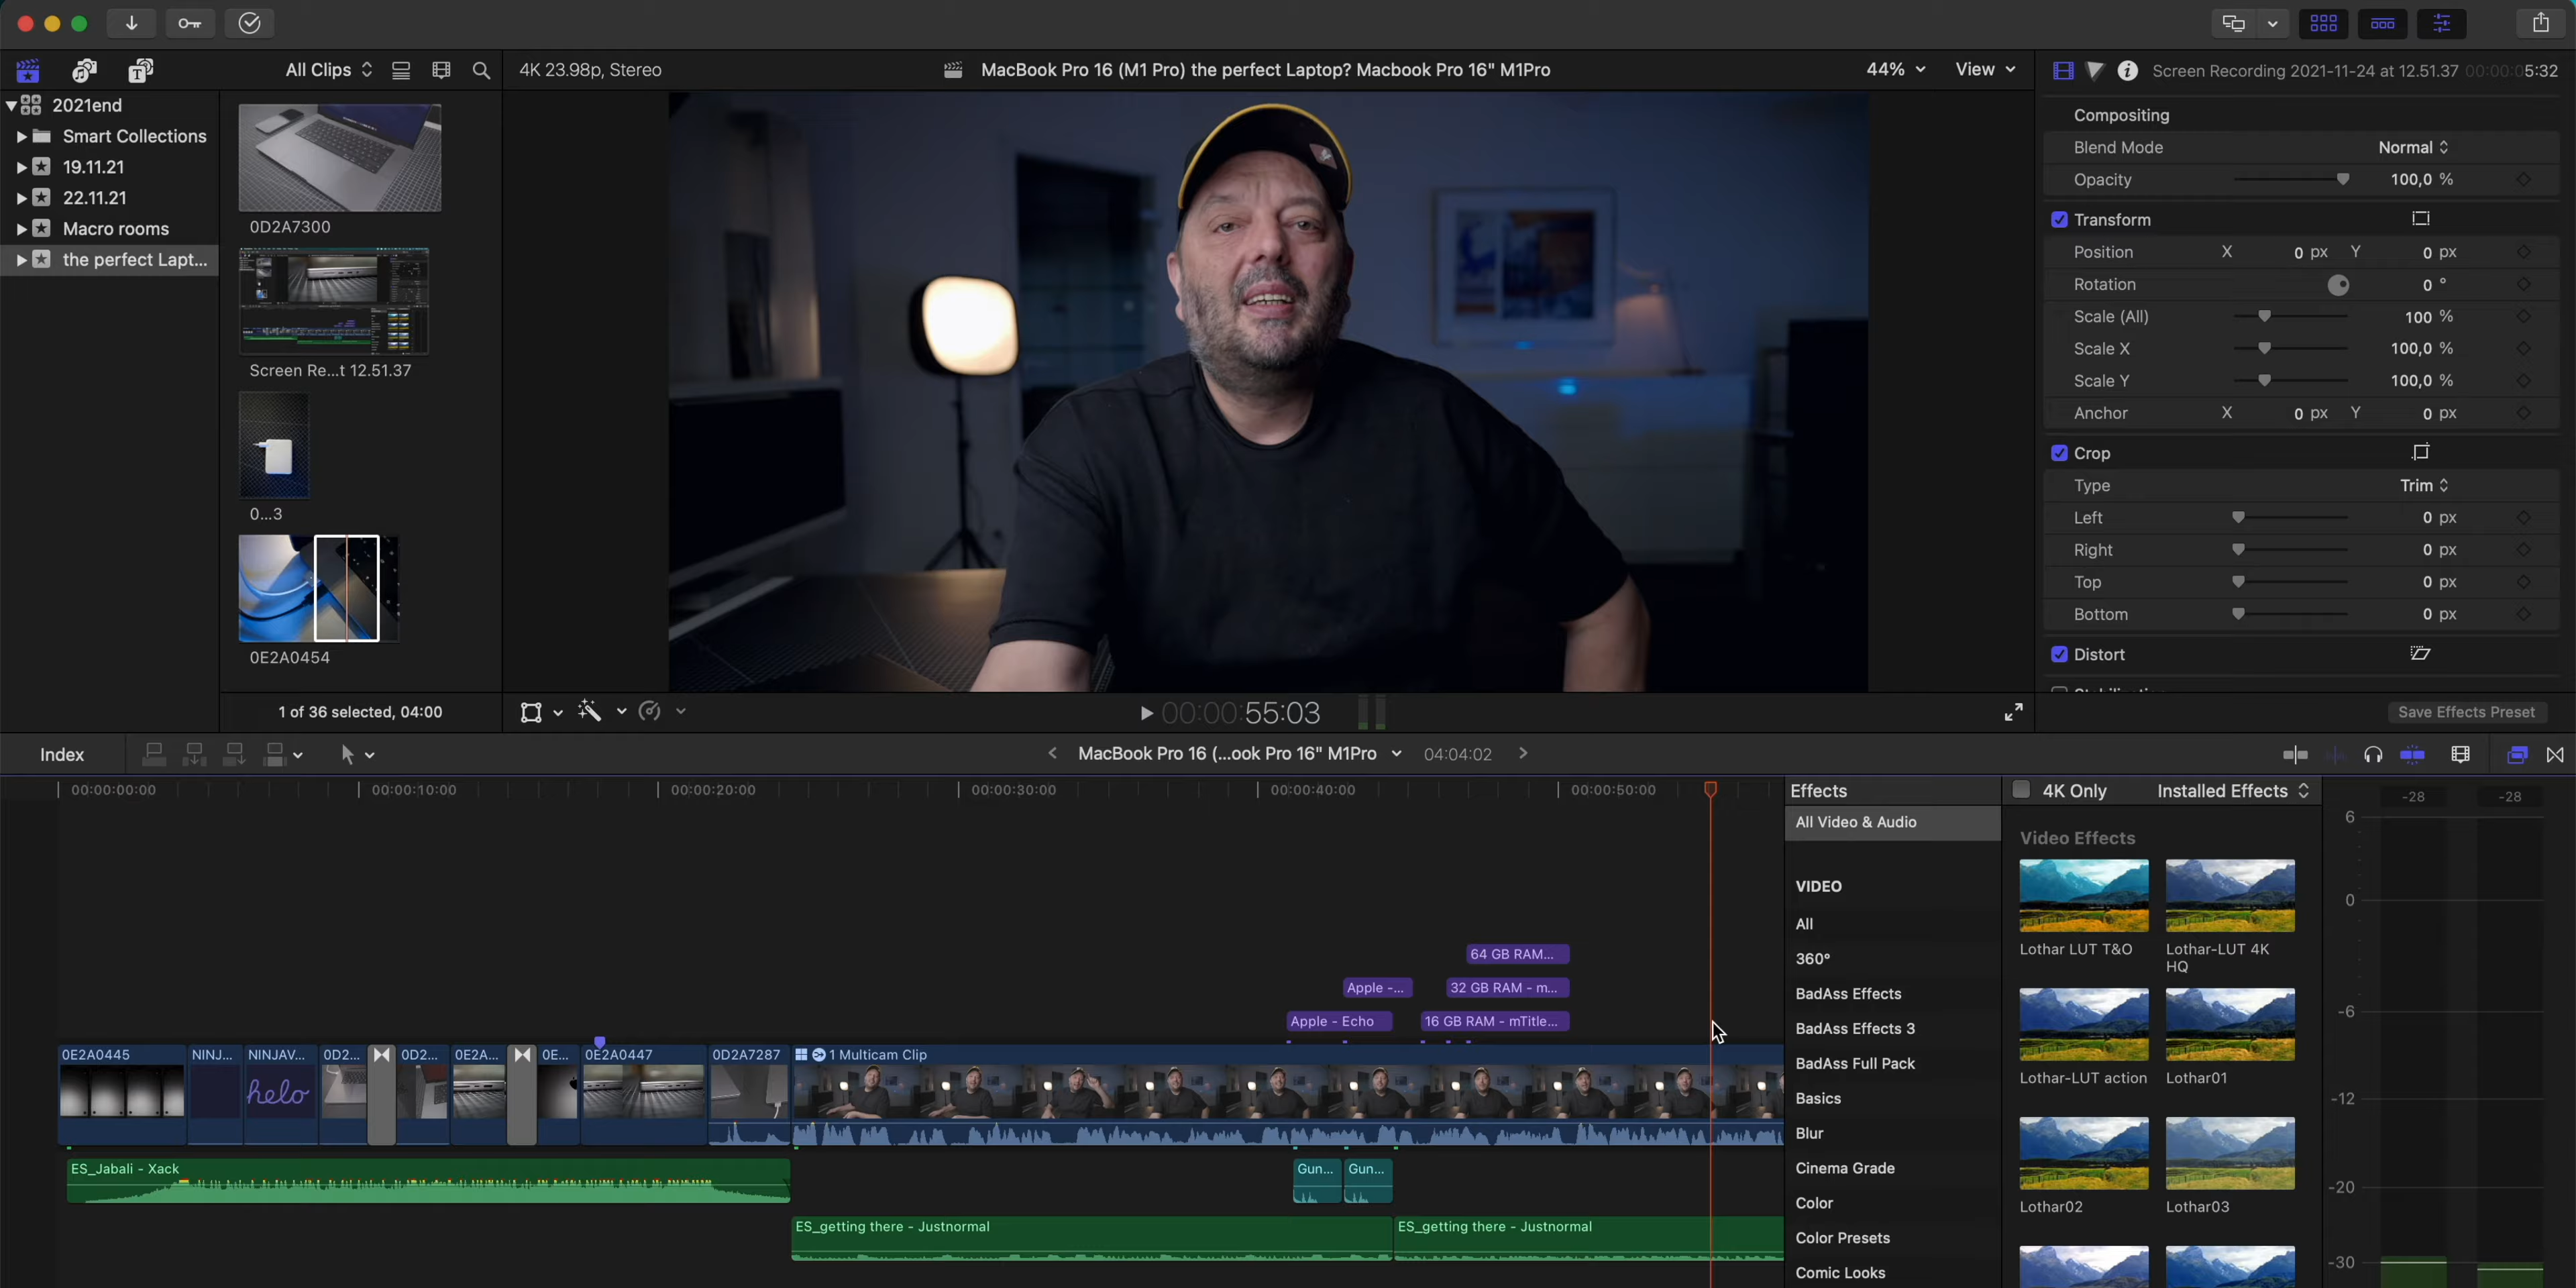 All Clips
4K 23.98p, Stereo
MacBook Pro 16 (M1 Pro) the perfect Laptop? Macbook Pro 16" M1Pro
44%
View
Screen Recording 2021-11-24 at 12.51.37
00:00:05:32
2021end
Smart Collections
19.11.21
22.11.21
Macro rooms
the perfect Lapt...
0D2A7300
Screen Re...t 12.51.37
0...3
0E2A0454
1 of 36 selected, 04:00
00:00:55:03
Compositing
Blend Mode Normal
Opacity 100,0 %
Transform
Position X 0 px Y 0 px
Rotation 0 °
Scale (All) 100 %
Scale X 100,0 %
Scale Y 100,0 %
Anchor X 0 px Y 0 px
Crop
Type Trim
Left 0 px
Right 0 px
Top 0 px
Bottom 0 px
Distort
Save Effects Preset
Index
MacBook Pro 16 (...ook Pro 16" M1Pro
04:04:02
00:00:00:00 00:00:10:00 00:00:20:00 00:00:30:00 00:00:40:00 00:00:50:00
64 GB RAM...
Apple -... 32 GB RAM - m...
Apple - Echo 16 GB RAM - mTitle...
0E2A0445 NINJ... NINJAV... 0D2... 0D2... 0E2A... 0E... 0E2A0447 0D2A7287 1 Multicam Clip
helo
ES_Jabali - Xack
Gun... Gun...
ES_getting there - Justnormal ES_getting there - Justnormal
Effects
All Video & Audio
VIDEO
All
360°
BadAss Effects
BadAss Effects 3
BadAss Full Pack
Basics
Blur
Cinema Grade
Color
Color Presets
Comic Looks
4K Only
Installed Effects
Video Effects
Lothar LUT T&O
Lothar-LUT 4K HQ
Lothar-LUT action
Lothar01
Lothar02
Lothar03
-28 -28
6
0
-6
-12
-20
-30